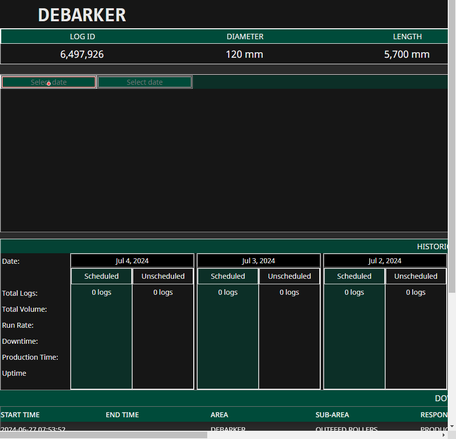 DEBARKER
LOG ID DIAMETER LENGTH
6,497,926 120 mm 5,700 mm
Select date Select date
HISTORI
Date: Jul 4, 2024 Jul 3, 2024 Jul 2, 2024
Scheduled Unscheduled Scheduled Unscheduled Scheduled Unscheduled
Total Logs: 0 logs 0 logs 0 logs 0 logs 0 logs 0 logs
Total Volume:
Run Rate:
Downtime:
Production Time:
Uptime
DO
START TIME END TIME AREA SUB-AREA RESPON
2024-06-27 07:53:52 DEBARKER OUTFEED ROLLERS PRODUC